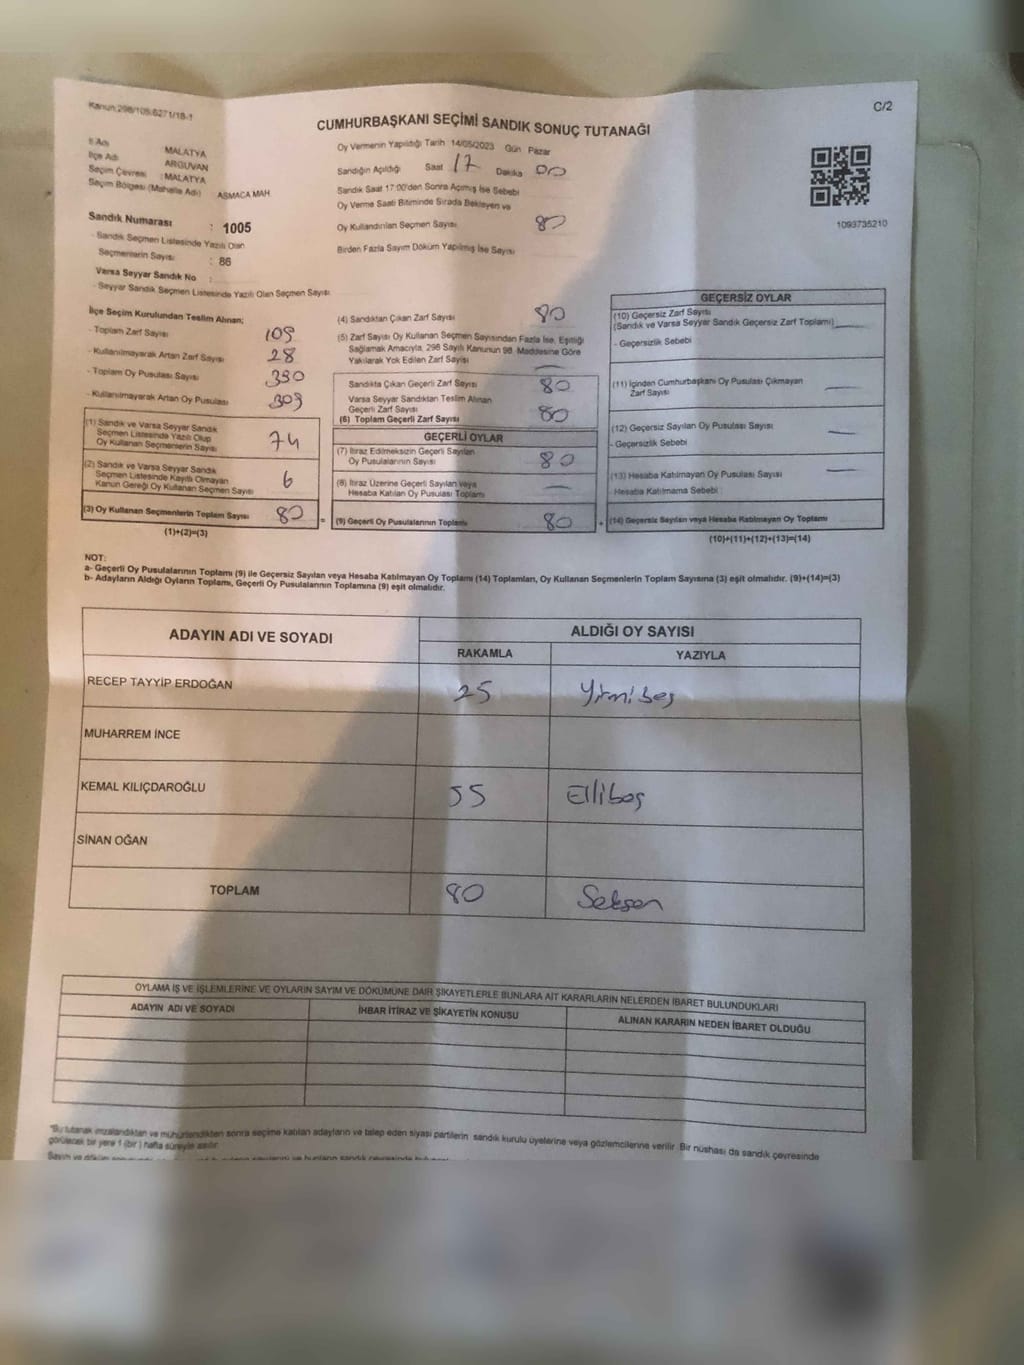 Kanun:298/105;6271/18-1
C/2
CUMHURBAŞKANI SEÇİMİ SANDIK SONUÇ TUTANAĞI
İl Adı MALATYA
İlçe Adı ARGUVAN
Seçim Çevresi :MALATYA
Seçim Bölgesi (Mahalle Adı) ASMACA MAH
Sandık Numarası : 1005
- Sandık Seçmen Listesinde Yazılı Olan
Seçmenlerin Sayısı : 86
Varsa Seyyar Sandık No :
- Seyyar Sandık Seçmen Listesinde Yazılı Olan Seçmen Sayısı
Oy Vermenin Yapıldığı Tarih 14/05/2023 Gün Pazar
Sandığın Açıldığı Saat 17 Dakika 00
Sandık Saat 17:00'den Sonra Açımış İse Sebebi
Oy Verme Saati Bitiminde Sırada Bekleyen ve
Oy Kullandırılan Seçmen Sayısı 80
Birden Fazla Sayım Döküm Yapılmış İse Sayısı
1093735210
İlçe Seçim Kurulundan Teslim Alınan;
- Toplam Zarf Sayısı 109
- Kullanılmayarak Artan Zarf Sayısı 28
- Toplam Oy Pusulası Sayısı 390
- Kullanılmayarak Artan Oy Pusulası 309
(1) Sandık ve Varsa Seyyar Sandık
Seçmen Listesinde Yazılı Olup
Oy Kullanan Seçmenlerin Sayısı 74
(2) Sandık ve Varsa Seyyar Sandık
Seçmen Listesinde Kayıtlı Olmayan
Kanun Gereği Oy Kullanan Seçmen Sayısı 6
(3) Oy Kullanan Seçmenlerin Toplam Sayısı 80 =
(1)+(2)=(3)
(4) Sandıktan Çıkan Zarf Sayısı 80
(5) Zarf Sayısı Oy Kullanan Seçmen Sayısından Fazla İse, Eşitliği
Sağlamak Amacıyla, 298 Sayılı Kanunun 98. Maddesine Göre
Yakılarak Yok Edilen Zarf Sayısı —
Sandıkta Çıkan Geçerli Zarf Sayısı 80
Varsa Seyyar Sandıktan Teslim Alınan
Geçerli Zarf Sayısı
(6) Toplam Geçerli Zarf Sayısı 80
GEÇERLİ OYLAR
(7) İtiraz Edilmeksizin Geçerli Sayılan
Oy Pusulalarının Sayısı 80
(8) İtiraz Üzerine Geçerli Sayılan veya
Hesaba Katılan Oy Pusulası Toplamı —
(9) Geçerli Oy Pusulalarının Toplamı 80 +
GEÇERSİZ OYLAR
(10) Geçersiz Zarf Sayısı
(Sandık ve Varsa Seyyar Sandık Geçersiz Zarf Toplamı) —
- Geçersizlik Sebebi
(11) İçinden Cumhurbaşkanı Oy Pusulası Çıkmayan
Zarf Sayısı —
(12) Geçersiz Sayılan Oy Pusulası Sayısı —
- Geçersizlik Sebebi
(13) Hesaba Katılmayan Oy Pusulası Sayısı —
Hesaba Katılmama Sebebi
(14) Geçersiz Sayılan veya Hesaba Katılmayan Oy Toplamı
(10)+(11)+(12)+(13)=(14)
NOT:
a- Geçerli Oy Pusulalarının Toplamı (9) ile Geçersiz Sayılan veya Hesaba Katılmayan Oy Toplamı (14) Toplamları, Oy Kullanan Seçmenlerin Toplam Sayısına (3) eşit olmalıdır. (9)+(14)=(3)
b- Adayların Aldığı Oyların Toplamı, Geçerli Oy Pusulalarının Toplamına (9) eşit olmalıdır.
ADAYIN ADI VE SOYADI
ALDIĞI OY SAYISI
RAKAMLA YAZIYLA
RECEP TAYYİP ERDOĞAN 25 Yirmibeş
MUHARREM İNCE
KEMAL KILIÇDAROĞLU 55 Ellibeş
SİNAN OĞAN
TOPLAM 80 Seksen
OYLAMA İŞ VE İŞLEMLERİNE VE OYLARIN SAYIM VE DÖKÜMÜNE DAİR ŞİKAYETLERLE BUNLARA AİT KARARLARIN NELERDEN İBARET BULUNDUKLARI
ADAYIN ADI VE SOYADI İHBAR İTİRAZ VE ŞİKAYETİN KONUSU ALINAN KARARIN NEDEN İBARET OLDUĞU
*Bu tutanak imzalandıktan ve mühürlendikten sonra seçime katılan adayların ve talep eden siyasi partilerin sandık kurulu üyelerine veya gözlemcilerine verilir. Bir nüshası da sandık çevresinde
görülecek bir yere 1 (bir) hafta süreyle asılır.
Sayım ve döküm